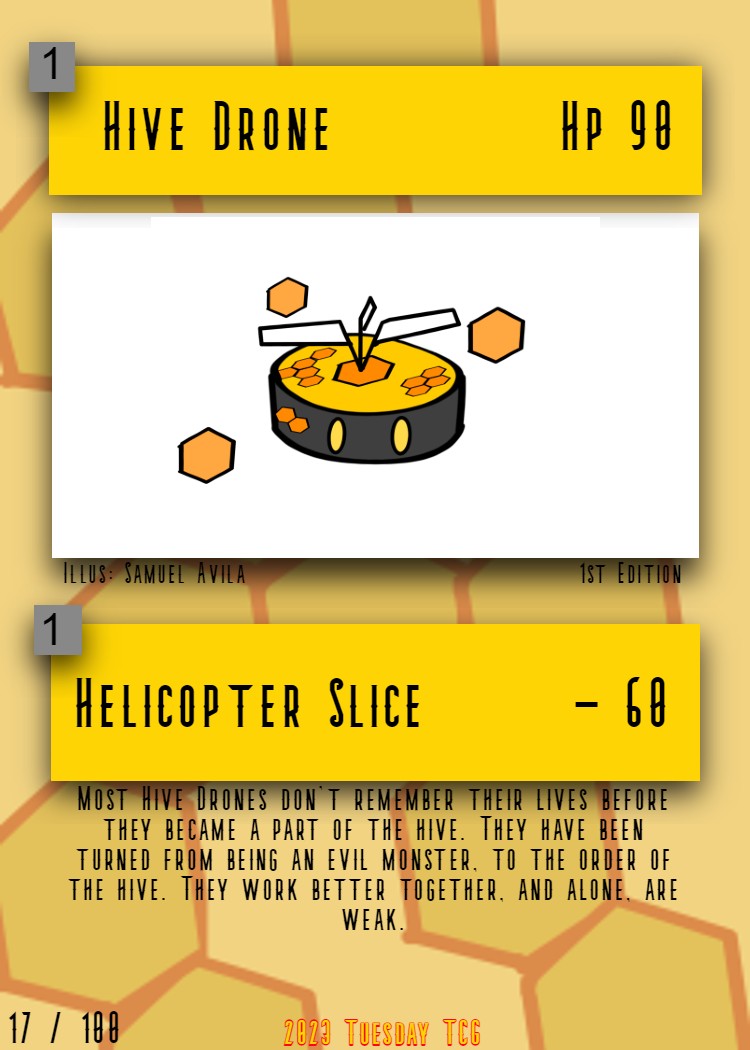 1
Hive Drone Hp 90
Illus: Samuel Avila 1st Edition
1
Helicopter Slice - 60
Most Hive Drones don't remember their lives before
they became a part of the hive. They have been
turned from being an evil monster, to the order of
the hive. They work better together, and alone, are
weak.
17 / 100 2023 Tuesday TCG